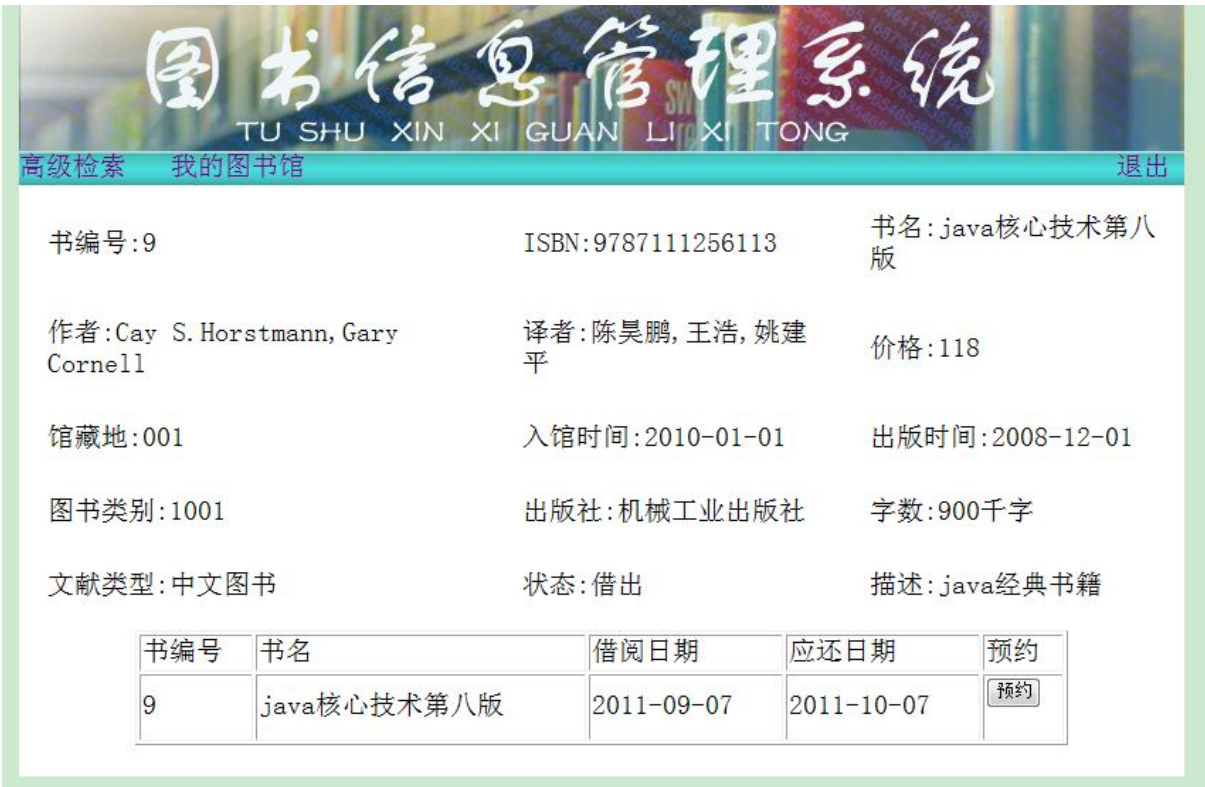 图书信息管理系统
TU SHU XIN XI GUAN LI XI TONG
高级检索 我的图书馆 退出
书编号:9 ISBN:9787111256113 书名:java核心技术第八
版
作者:Cay S.Horstmann,Gary
Cornell
译者:陈昊鹏,王浩,姚建
平
价格:118
馆藏地:001 入馆时间:2010-01-01 出版时间:2008-12-01
图书类别:1001 出版社:机械工业出版社 字数:900千字
文献类型:中文图书 状态:借出 描述:java经典书籍
书编号 书名 借阅日期 应还日期 预约
9 java核心技术第八版 2011-09-07 2011-10-07 预约